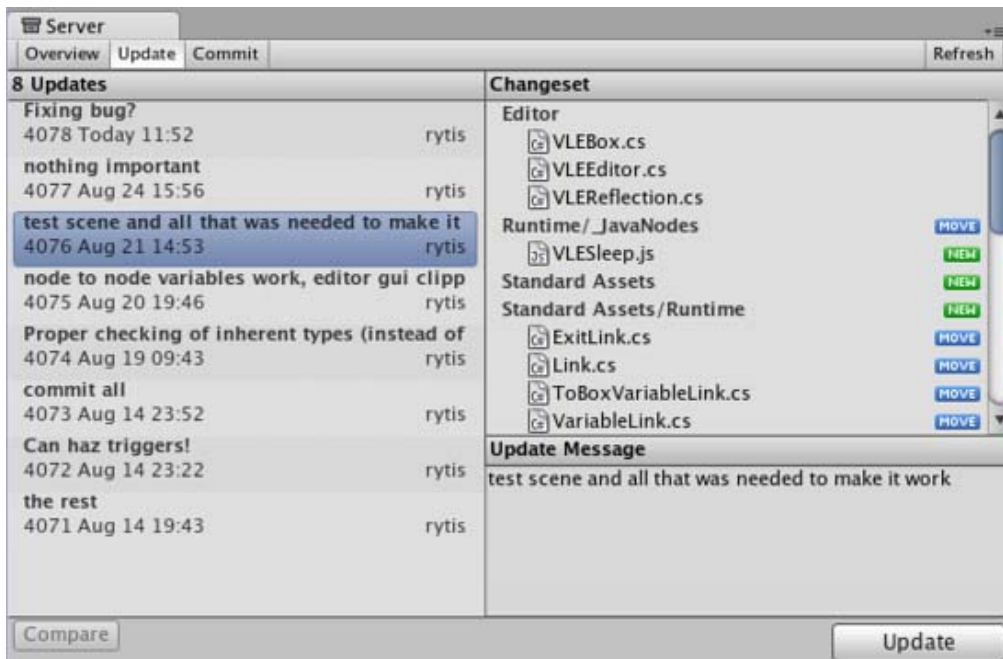 Server
Overview Update Commit Refresh
8 Updates
Fixing bug?
4078 Today 11:52 rytis
nothing important
4077 Aug 24 15:56 rytis
test scene and all that was needed to make it
4076 Aug 21 14:53 rytis
node to node variables work, editor gui clipp
4075 Aug 20 19:46 rytis
Proper checking of inherent types (instead of
4074 Aug 19 09:43 rytis
commit all
4073 Aug 14 23:52 rytis
Can haz triggers!
4072 Aug 14 23:22 rytis
the rest
4071 Aug 14 19:43 rytis
Changeset
Editor
C# VLEBox.cs
C# VLEEditor.cs
C# VLEReflection.cs
Runtime/_JavaNodes MOVE
JS VLESleep.js NEW
Standard Assets NEW
Standard Assets/Runtime NEW
C# ExitLink.cs MOVE
C# Link.cs MOVE
C# ToBoxVariableLink.cs MOVE
C# VariableLink.cs MOVE
Update Message
test scene and all that was needed to make it work
Compare
Update